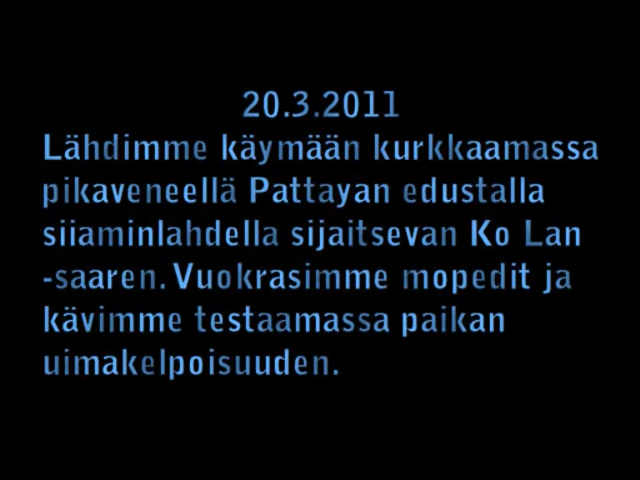 20.3.2011
Lähdimme käymään kurkkaamassa
pikaveneellä Pattayan edustalla
siiaminlahdella sijaitsevan Ko Lan
-saaren. Vuokrasimme mopedit ja
kävimme testaamassa paikan
uimakelpoisuuden.